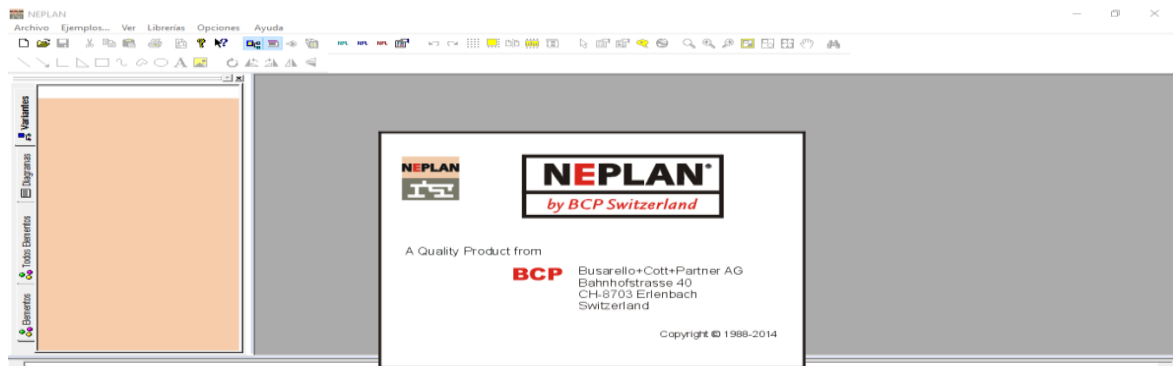 NEPLAN
Archivo Ejemplos... Ver Librerías Opciones Ayuda
Variantes
Diagramas
Todos Elementos
Elementos
NEPLAN
NEPLAN
by BCP Switzerland
A Quality Product from
BCP
Busarello+Cott+Partner AG
Bahnhofstrasse 40
CH-8703 Erlenbach
Switzerland
Copyright © 1988-2014